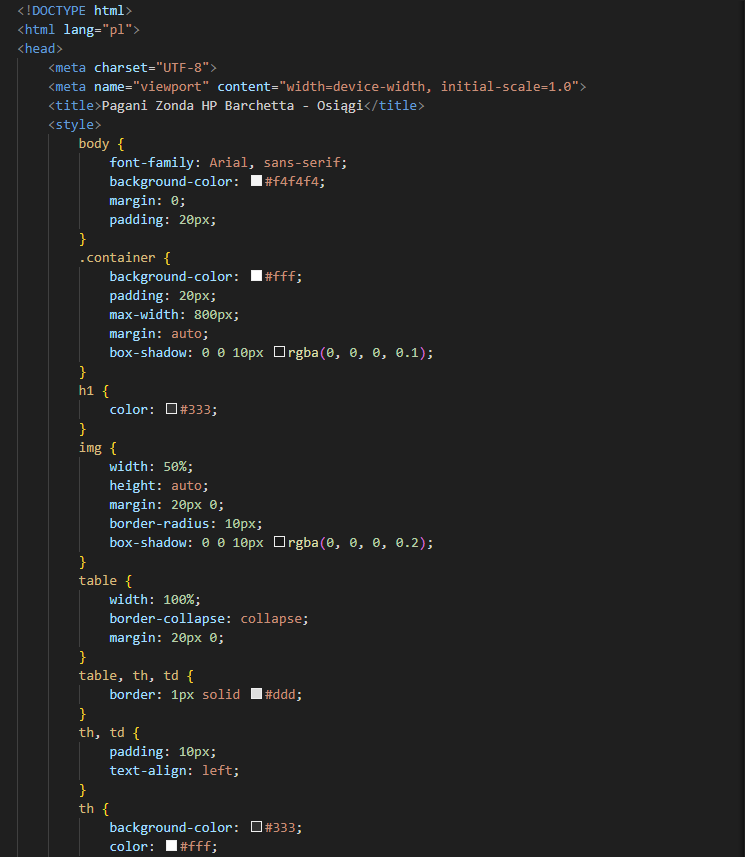 <!DOCTYPE html>
<html lang="pl">
<head>
    <meta charset="UTF-8">
    <meta name="viewport" content="width=device-width, initial-scale=1.0">
    <title>Pagani Zonda HP Barchetta - Osiągi</title>
    <style>
        body {
            font-family: Arial, sans-serif;
            background-color: #f4f4f4;
            margin: 0;
            padding: 20px;
        }
        .container {
            background-color: #fff;
            padding: 20px;
            max-width: 800px;
            margin: auto;
            box-shadow: 0 0 10px rgba(0, 0, 0, 0.1);
        }
        h1 {
            color: #333;
        }
        img {
            width: 50%;
            height: auto;
            margin: 20px 0;
            border-radius: 10px;
            box-shadow: 0 0 10px rgba(0, 0, 0, 0.2);
        }
        table {
            width: 100%;
            border-collapse: collapse;
            margin: 20px 0;
        }
        table, th, td {
            border: 1px solid #ddd;
        }
        th, td {
            padding: 10px;
            text-align: left;
        }
        th {
            background-color: #333;
            color: #fff;